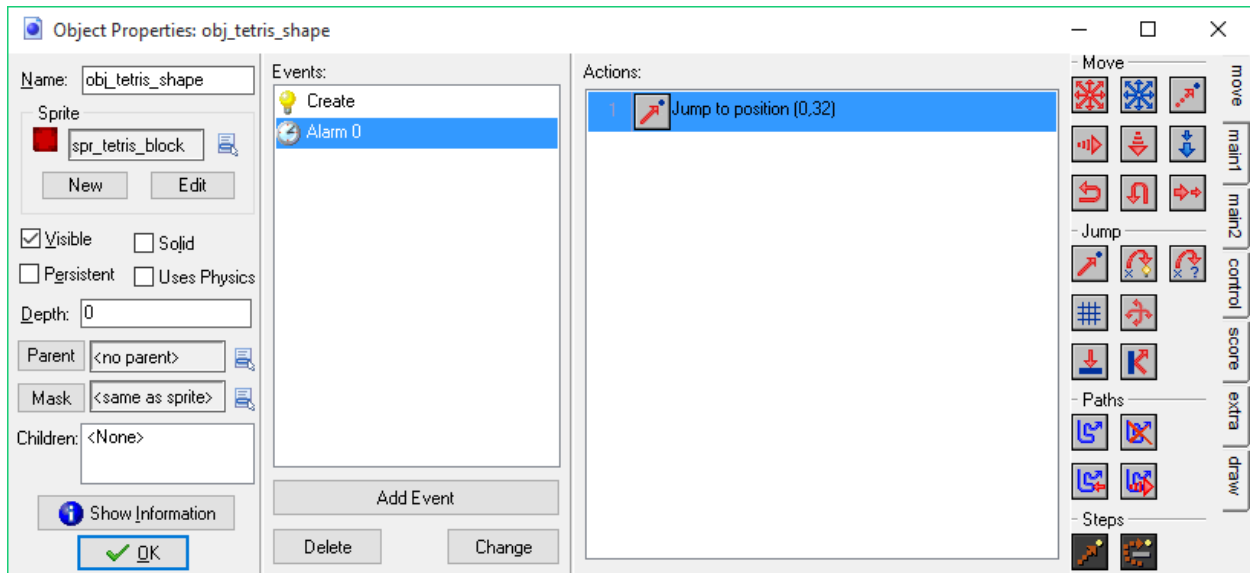 Object Properties: obj_tetris_shape
Name: obj_tetris_shape
Sprite
spr_tetris_block
New Edit
Visible Solid
Persistent Uses Physics
Depth: 0
Parent <no parent>
Mask <same as sprite>
Children: <None>
Show Information
OK
Events:
Create
Alarm 0
Add Event
Delete Change
Actions:
1 Jump to position (0,32)
Move
Jump
Paths
Steps
move
main1
main2
control
score
extra
draw